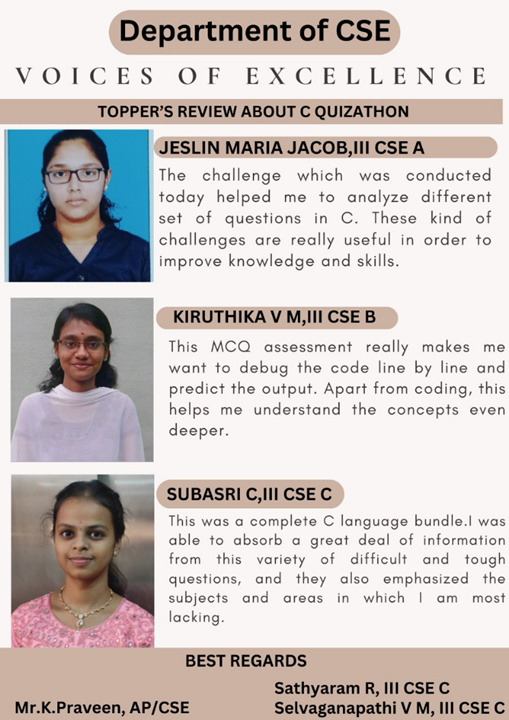 Department of CSE
VOICES OF EXCELLENCE
TOPPER'S REVIEW ABOUT C QUIZATHON
JESLIN MARIA JACOB,III CSE A
The challenge which was conducted
today helped me to analyze different
set of questions in C. These kind of
challenges are really useful in order to
improve knowledge and skills.
KIRUTHIKA V M,III CSE B
This MCQ assessment really makes me
want to debug the code line by line and
predict the output. Apart from coding, this
helps me understand the concepts even
deeper.
SUBASRI C,III CSE C
This was a complete C language bundle.I was
able to absorb a great deal of information
from this variety of difficult and tough
questions, and they also emphasized the
subjects and areas in which I am most
lacking.
BEST REGARDS
Sathyaram R, III CSE C
Mr.K.Praveen, AP/CSE Selvaganapathi V M, III CSE C